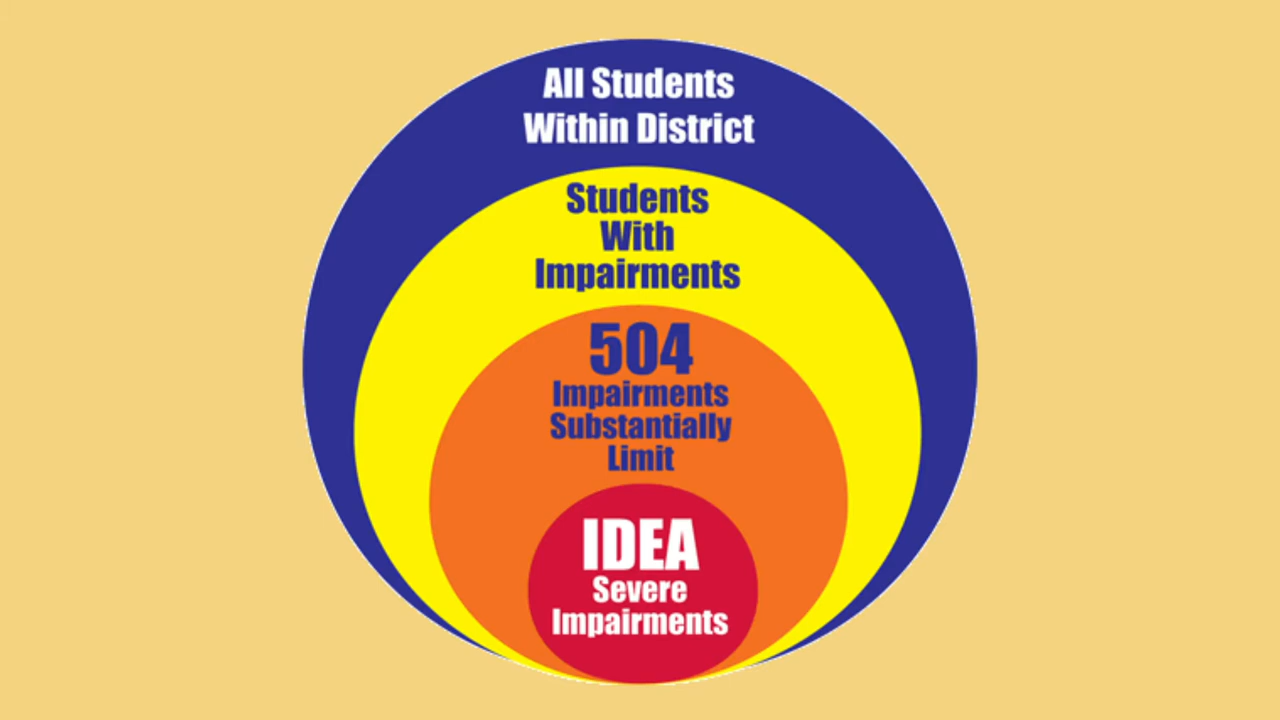 All Students
Within District
Students
With
Impairments
504
Impairments
Substantially
Limit
IDEA
Severe
Impairments